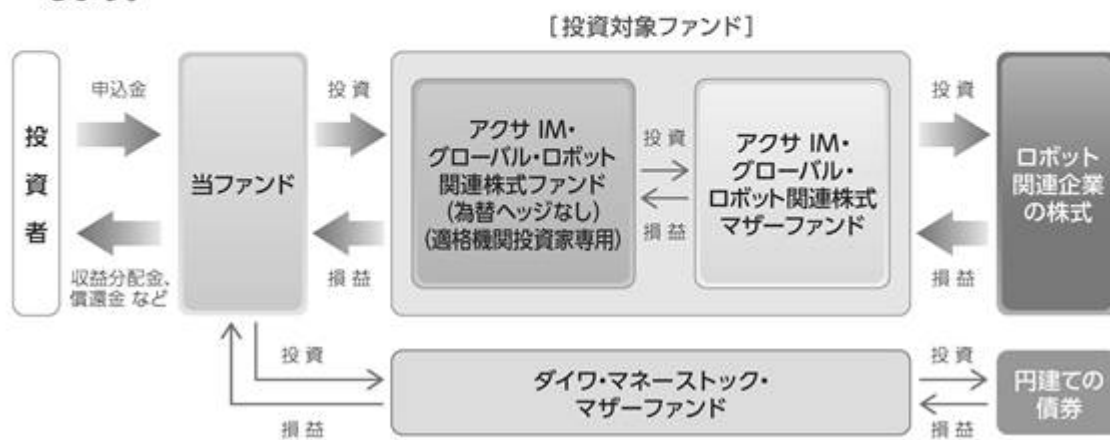 [投資対象ファンド]
投資者
申込金
収益分配金、
償還金 など
当ファンド
投資
損益
アクサ IM・
グローバル・ロボット
関連株式ファンド
(為替ヘッジなし)
(適格機関投資家専用)
投資
損益
アクサ IM・
グローバル・
ロボット関連株式
マザーファンド
投資
損益
ロボット
関連企業
の株式
投資
損益
ダイワ・マネーストック・
マザーファンド
投資
損益
円建ての
債券